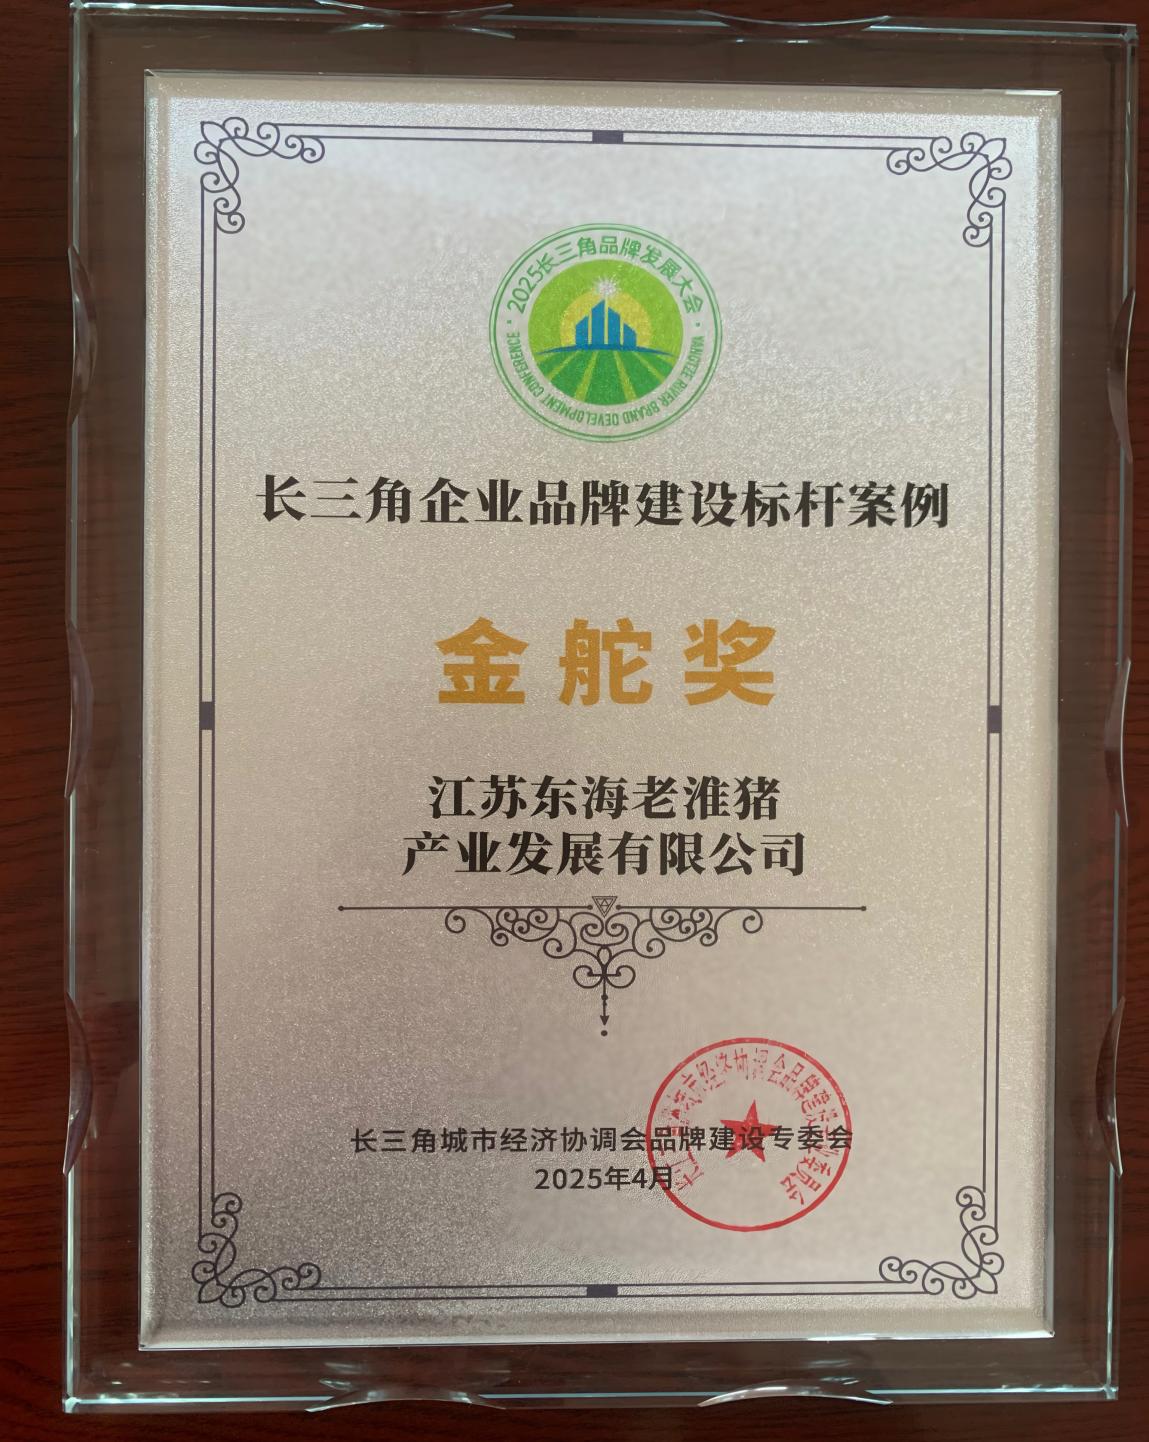 2025长三角品牌发展大会
YANGTZE RIVER BRAND DEVELOPMENT CONFERENCE
长三角企业品牌建设标杆案例
金舵奖
江苏东海老淮猪
产业发展有限公司
长三角城市经济协调会品牌建设专委会
2025年4月